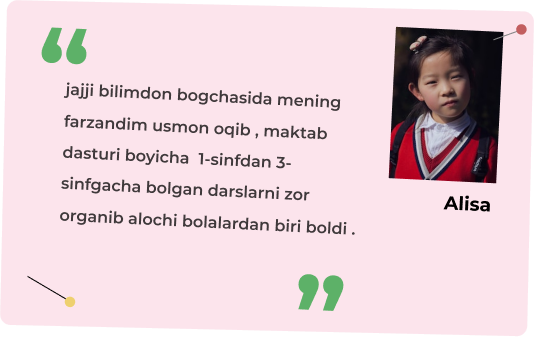 “
jajji bilimdon bogchasida mening
farzandim usmon oqib , maktab
dasturi boyicha 1-sinfdan 3-
sinfgacha bolgan darslarni zor
organib alochi bolalardan biri boldi .
”
Alisa